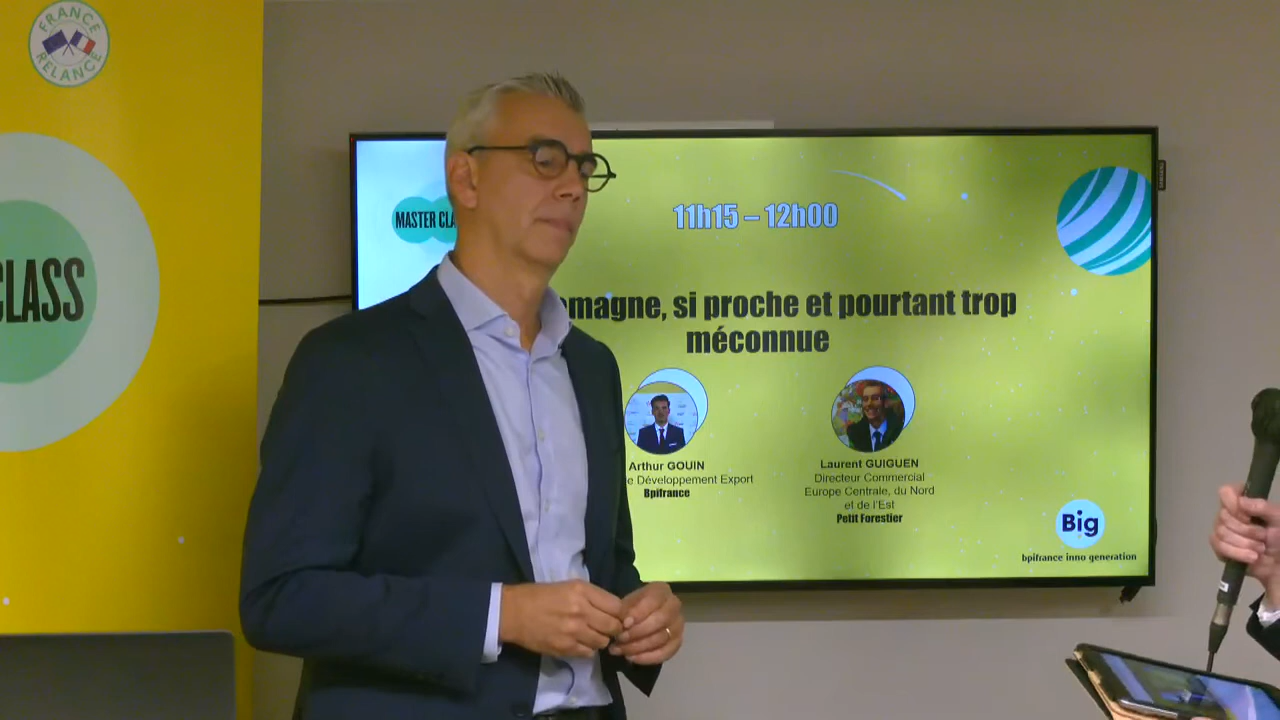 FRANCE
RELANCE
CLASS
MASTER CLA
11h15 – 12h00
magne, si proche et pourtant trop
méconnue
Arthur GOUIN
e Développement Export
Bpifrance
Laurent GUIGUEN
Directeur Commercial
Europe Centrale, du Nord
et de l'Est
Petit Forestier
Big
bpifrance inno generation